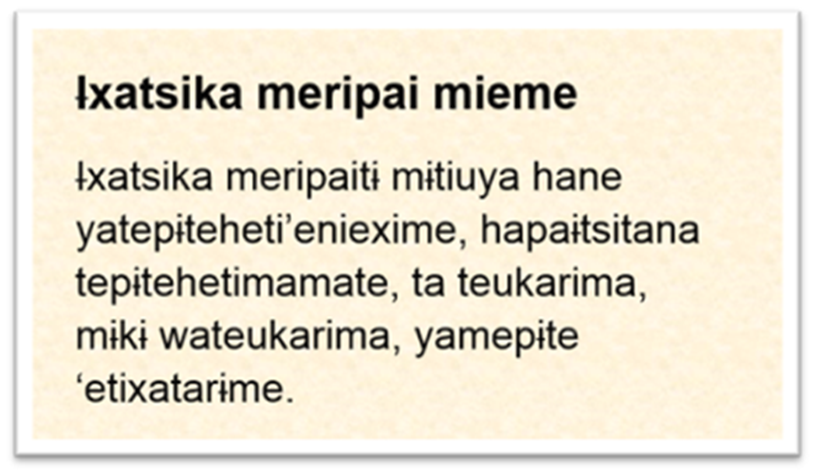 Ɨxatsika meripai mieme
Ɨxatsika meripaitɨ mɨtiuya hane
yatepɨteheti’eniexime, hapaɨtsitana
tepɨtehetimamate, ta teukarima,
mɨkɨ wateukarima, yamepɨte
‘etixatarɨme.